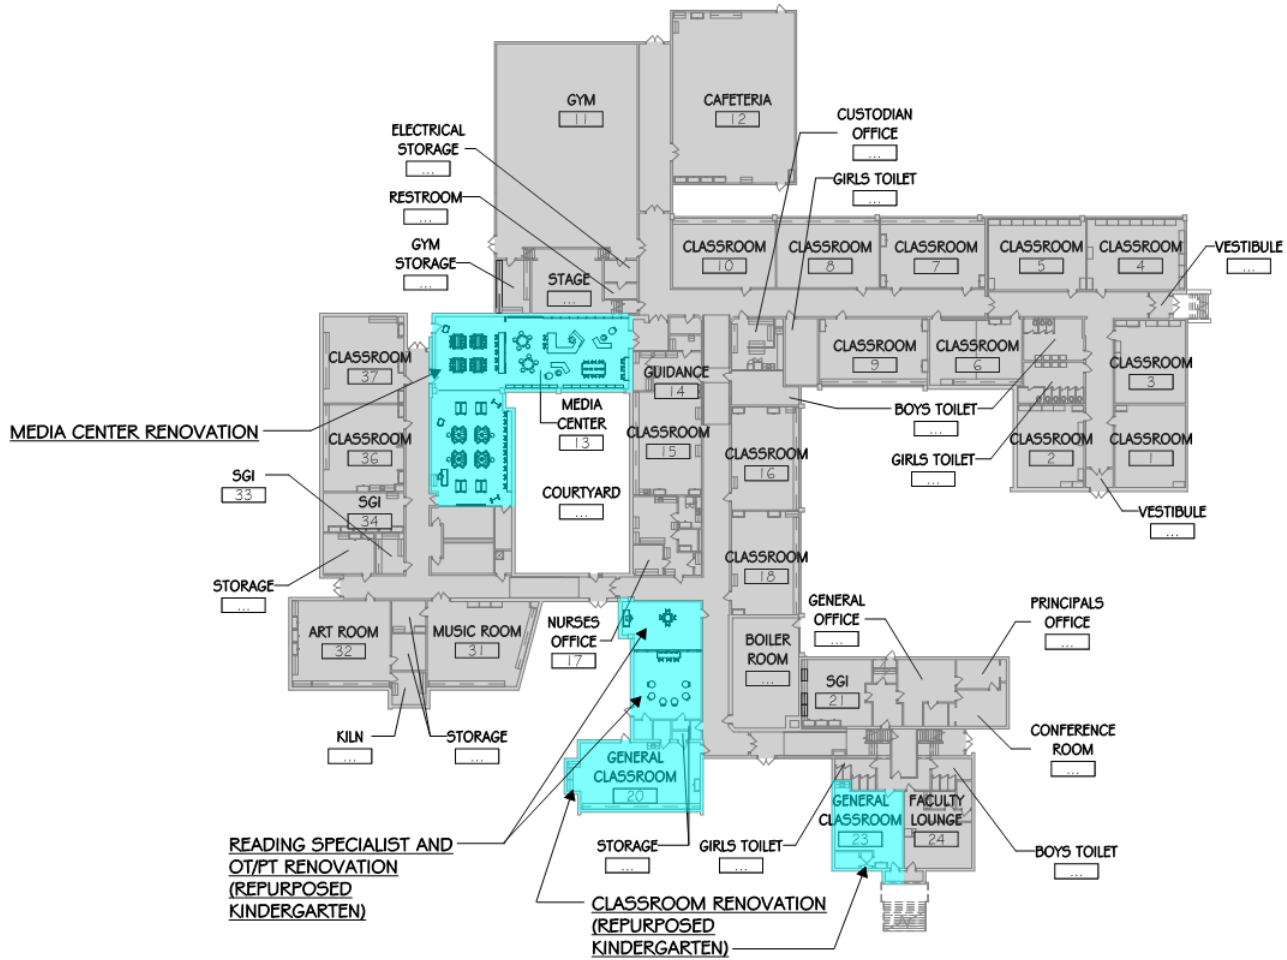 GYM
11
CAFETERIA
12
ELECTRICAL
STORAGE
...
CUSTODIAN
OFFICE
...
RESTROOM
...
GIRLS TOILET
...
GYM
STORAGE
...
STAGE
...
CLASSROOM
10
CLASSROOM
8
CLASSROOM
7
CLASSROOM
5
CLASSROOM
4
VESTIBULE
...
CLASSROOM
37
GUIDANCE
14
CLASSROOM
9
CLASSROOM
6
CLASSROOM
3
MEDIA CENTER RENOVATION
MEDIA
CENTER
13
BOYS TOILET
...
CLASSROOM
36
CLASSROOM
15
CLASSROOM
16
GIRLS TOILET
...
CLASSROOM
2
CLASSROOM
1
SGI
33
SGI
34
COURTYARD
...
VESTIBULE
...
STORAGE
...
CLASSROOM
18
ART ROOM
32
MUSIC ROOM
31
NURSES
OFFICE
17
BOILER
ROOM
...
GENERAL
OFFICE
...
PRINCIPALS
OFFICE
...
SGI
21
KILN
...
STORAGE
...
CONFERENCE
ROOM
...
GENERAL
CLASSROOM
20
GENERAL
CLASSROOM
23
FACULTY
LOUNGE
24
READING SPECIALIST AND
OT/PT RENOVATION
(REPURPOSED
KINDERGARTEN)
STORAGE
...
GIRLS TOILET
...
BOYS TOILET
...
CLASSROOM RENOVATION
(REPURPOSED
KINDERGARTEN)